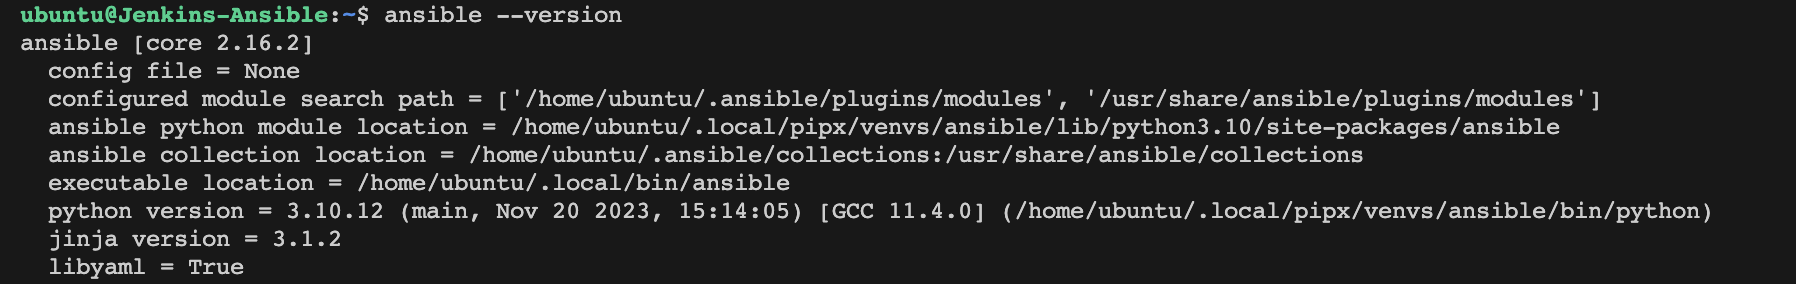 ubuntu@Jenkins-Ansible:~$ ansible --version
ansible [core 2.16.2]
  config file = None
  configured module search path = ['/home/ubuntu/.ansible/plugins/modules', '/usr/share/ansible/plugins/modules']
  ansible python module location = /home/ubuntu/.local/pipx/venvs/ansible/lib/python3.10/site-packages/ansible
  ansible collection location = /home/ubuntu/.ansible/collections:/usr/share/ansible/collections
  executable location = /home/ubuntu/.local/bin/ansible
  python version = 3.10.12 (main, Nov 20 2023, 15:14:05) [GCC 11.4.0] (/home/ubuntu/.local/pipx/venvs/ansible/bin/python)
  jinja version = 3.1.2
  libyaml = True